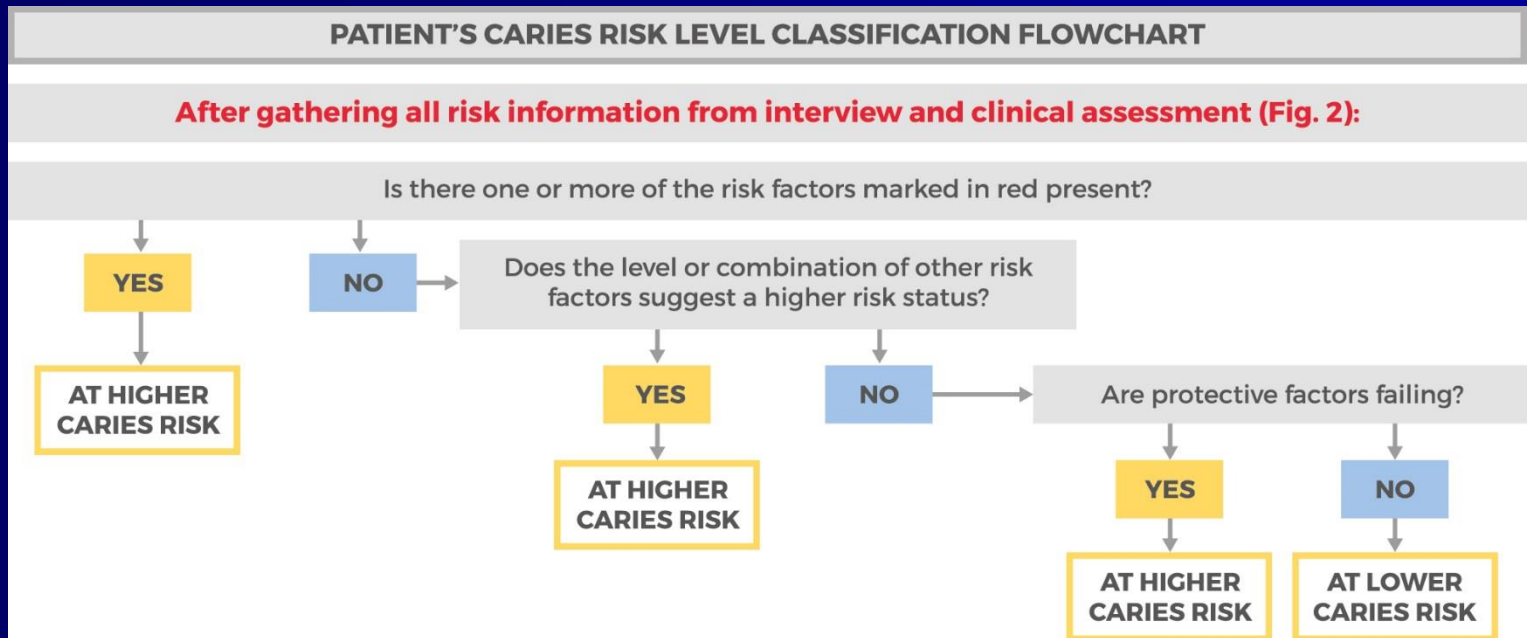 PATIENT’S CARIES RISK LEVEL CLASSIFICATION FLOWCHART
After gathering all risk information from interview and clinical assessment (Fig. 2):
Is there one or more of the risk factors marked in red present?
YES
NO
Does the level or combination of other risk
factors suggest a higher risk status?
AT HIGHER
CARIES RISK
YES
NO
Are protective factors failing?
AT HIGHER
CARIES RISK
YES
NO
AT HIGHER
CARIES RISK
AT LOWER
CARIES RISK